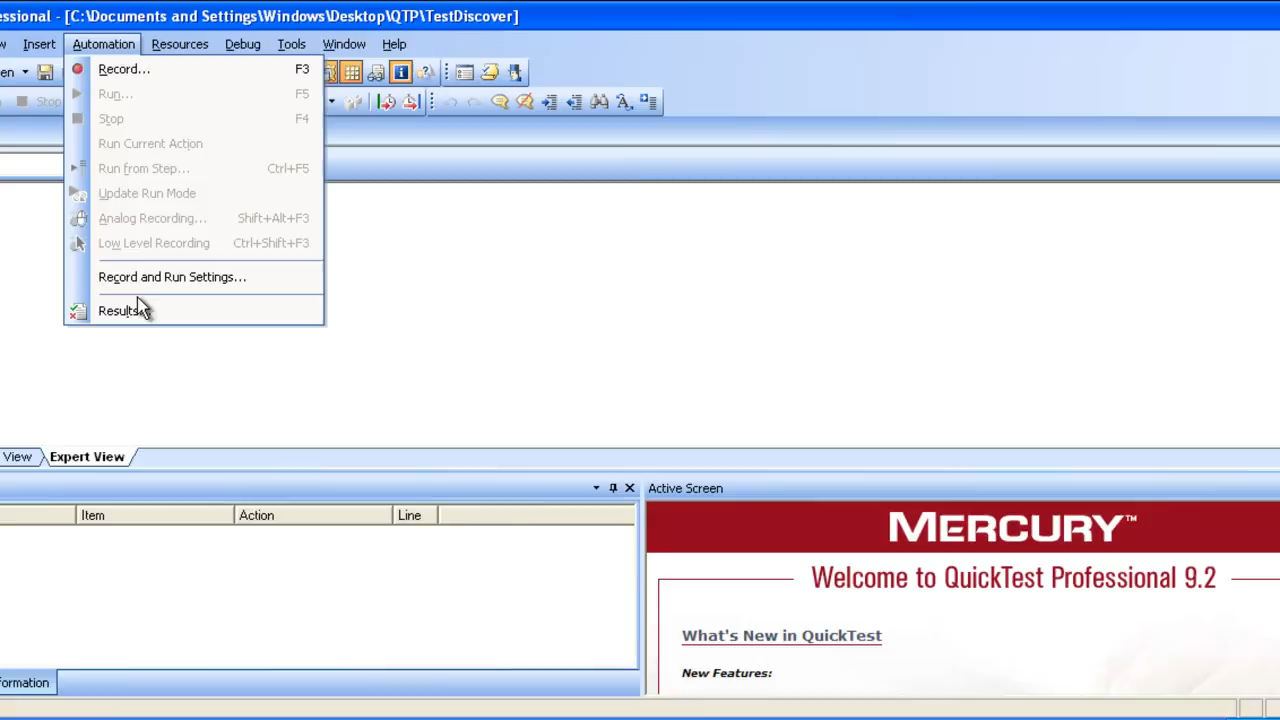 essional - [C:\Documents and Settings\Windows\Desktop\QTP\TestDiscover]
w Insert Automation Resources Debug Tools Window Help
en
Record... F3
Run... F5
Stop
Stop F4
Run Current Action
Run from Step... Ctrl+F5
Update Run Mode
Analog Recording... Shift+Alt+F3
Low Level Recording Ctrl+Shift+F3
Record and Run Settings...
Results
View Expert View
Active Screen
Item Action Line
MERCURY™
Welcome to QuickTest Professional 9.2
What's New in QuickTest
New Features:
formation